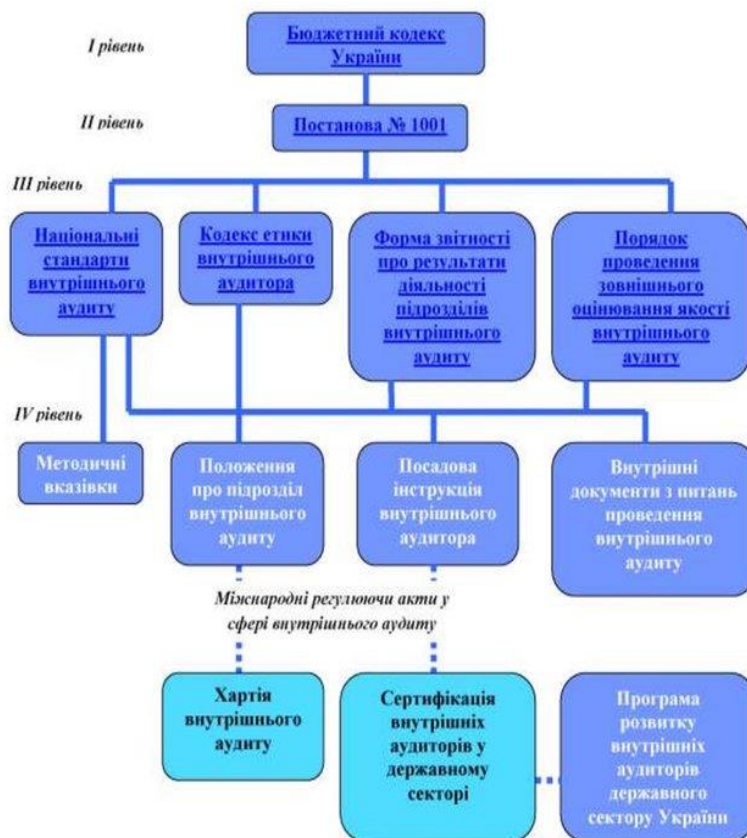 I рівень
Бюджетний кодекс
України
II рівень
Постанова № 1001
III рівень
Національні
стандарти
внутрішнього
аудиту
Кодекс етики
внутрішнього
аудитора
Форма звітності
про результати
діяльності
підрозділів
внутрішнього
аудиту
Порядок
проведення
зовнішнього
оцінювання якості
внутрішнього
аудиту
IV рівень
Методичні
вказівки
Положення
про підрозділ
внутрішнього
аудиту
Посадова
інструкція
внутрішнього
аудитора
Внутрішні
документи з питань
проведення
внутрішнього
аудиту
Міжнародні регулюючи акти у
сфері внутрішнього аудиту
Хартія
внутрішнього
аудиту
Сертифікація
внутрішніх
аудиторів у
державному
секторі
Програма
розвитку
внутрішніх
аудиторів
державного
сектору України